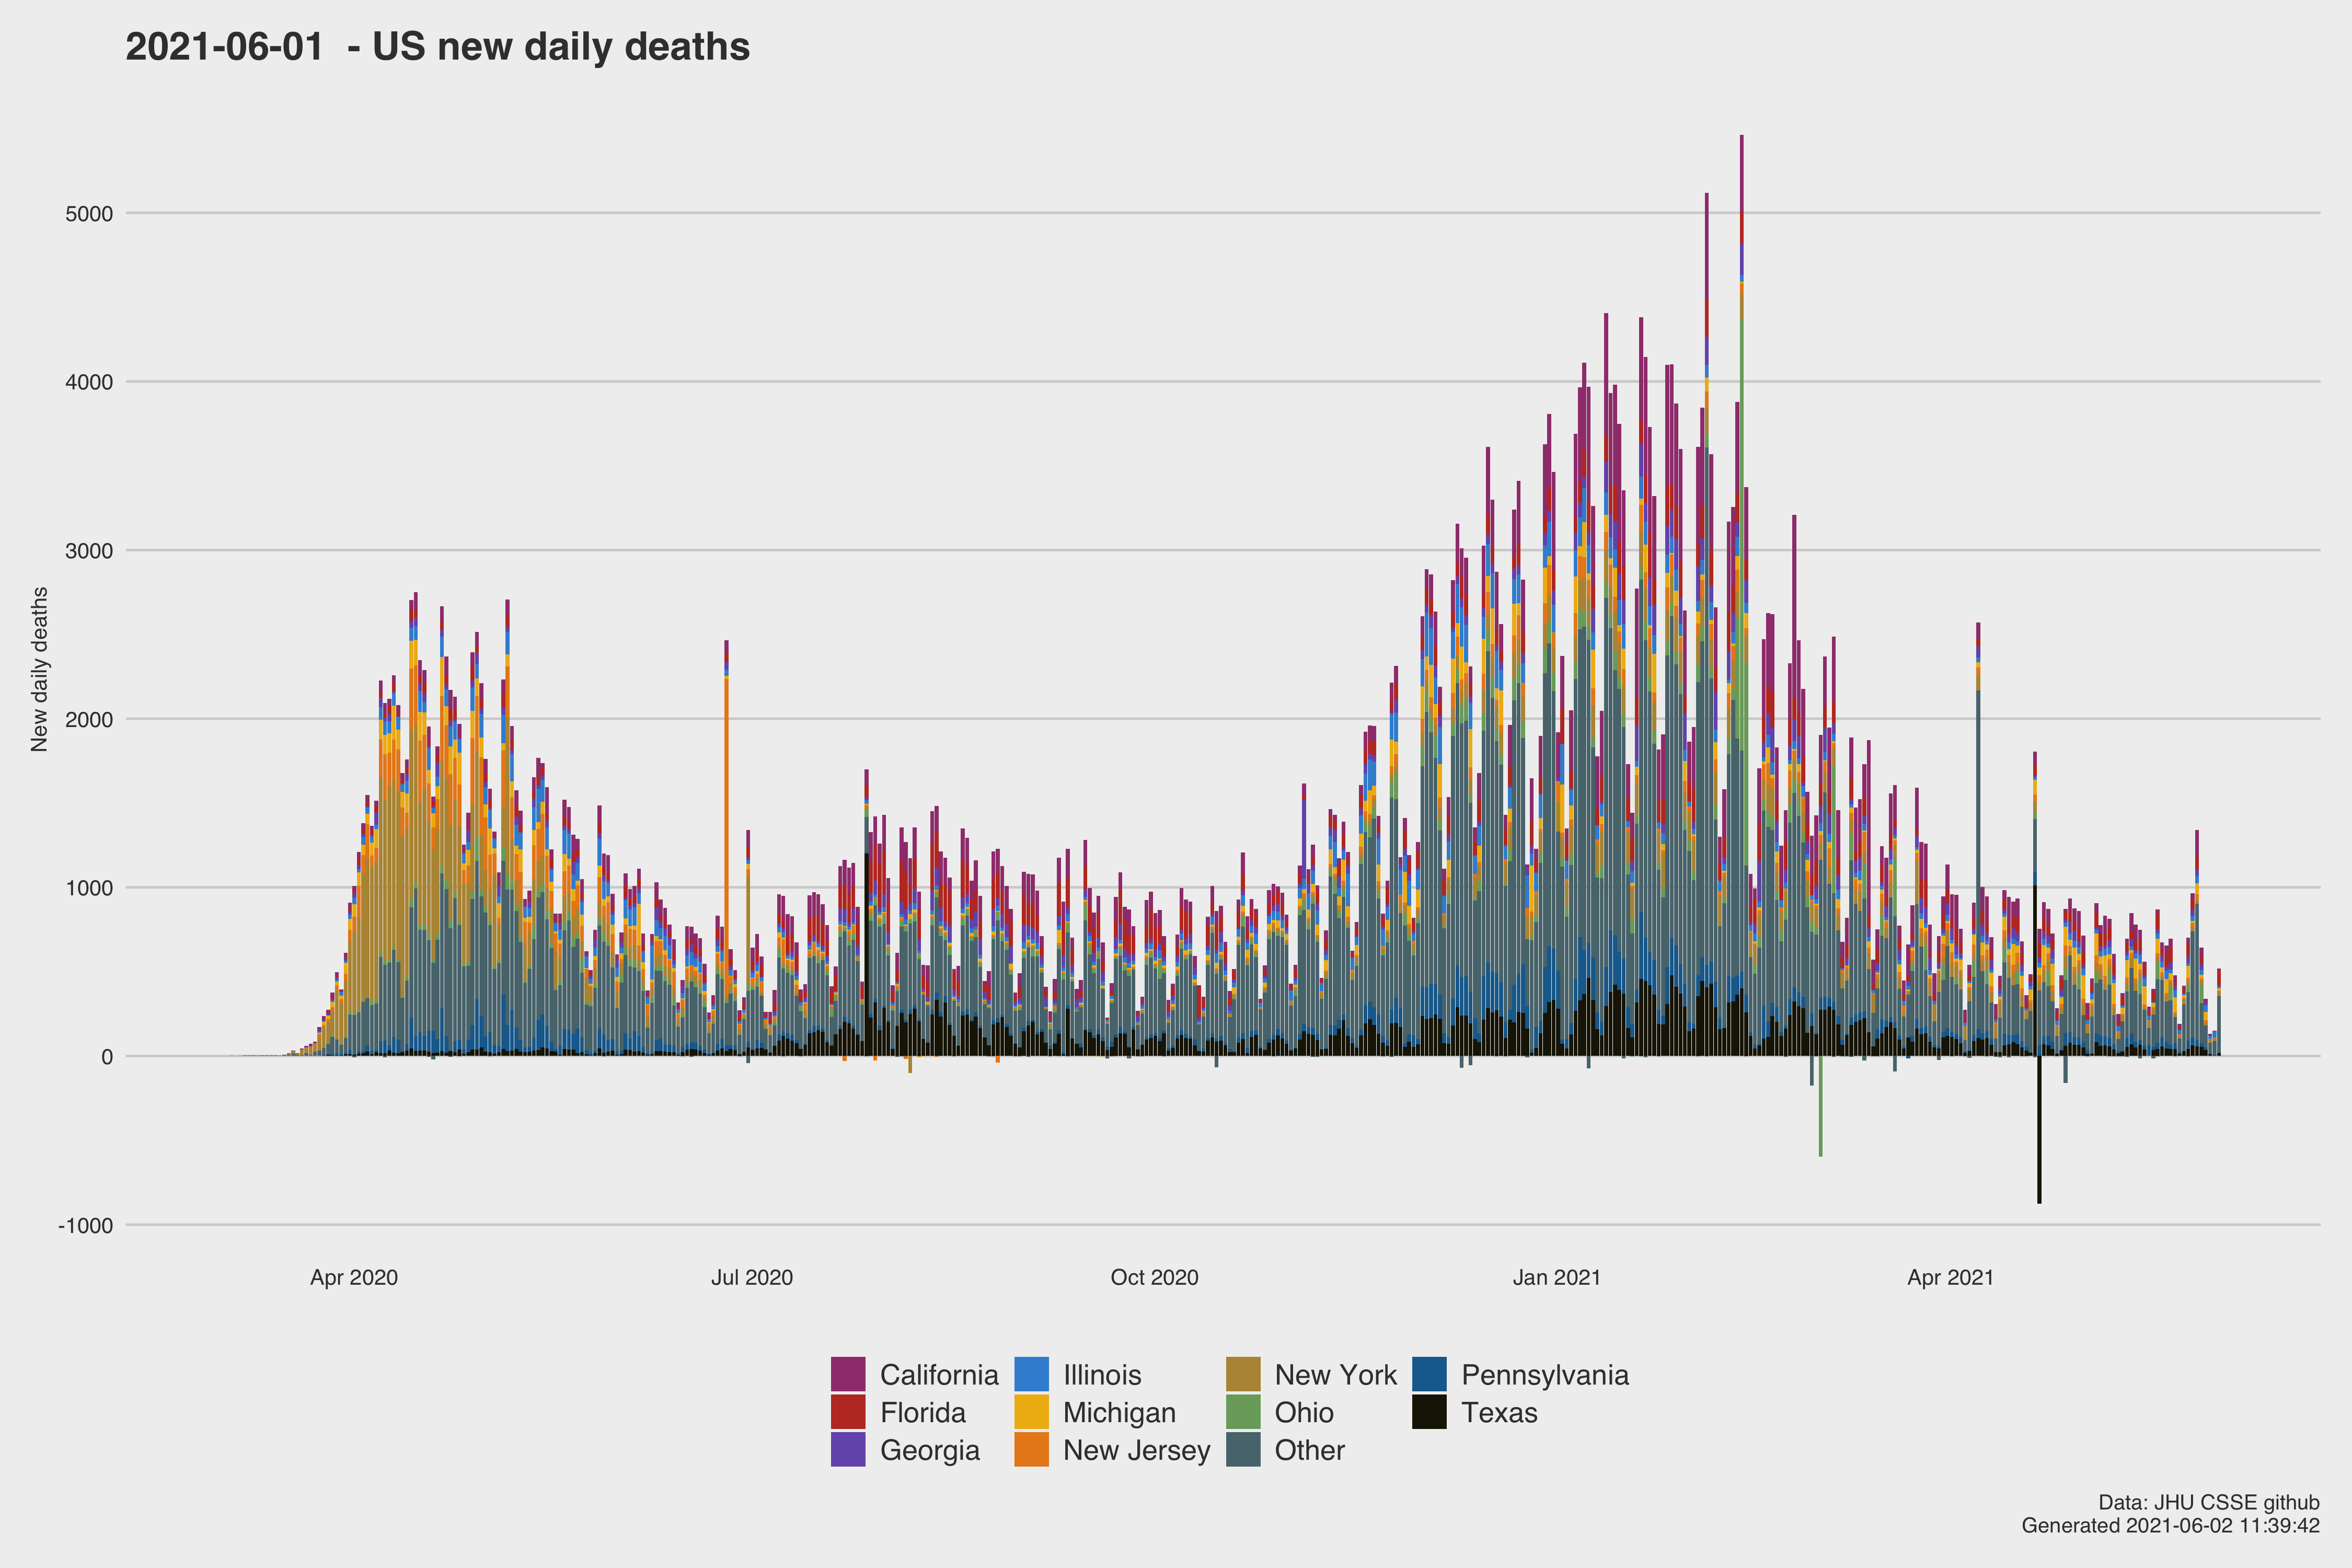 2021-06-01  - US new daily deaths
New daily deaths
5000
4000
3000
2000
1000
0
-1000
Apr 2020
Jul 2020
Oct 2020
Jan 2021
Apr 2021
California
Illinois
New York
Pennsylvania
Florida
Michigan
Ohio
Texas
Georgia
New Jersey
Other
Data: JHU CSSE github
Generated 2021-06-02 11:39:42